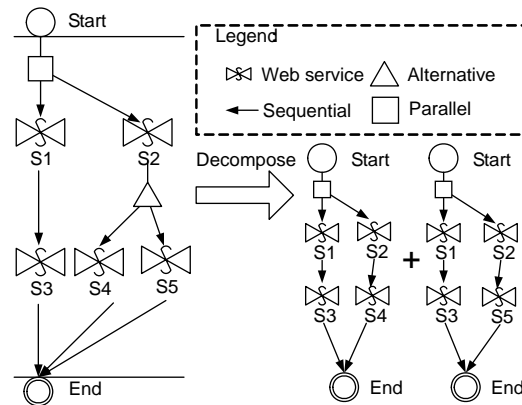 Start
Legend
Web service
Alternative
Sequential
Parallel
S1
S2
Decompose
Start
Start
S1
S2
+
S1
S2
S3
S4
S5
S3
S4
S3
S5
End
End
End